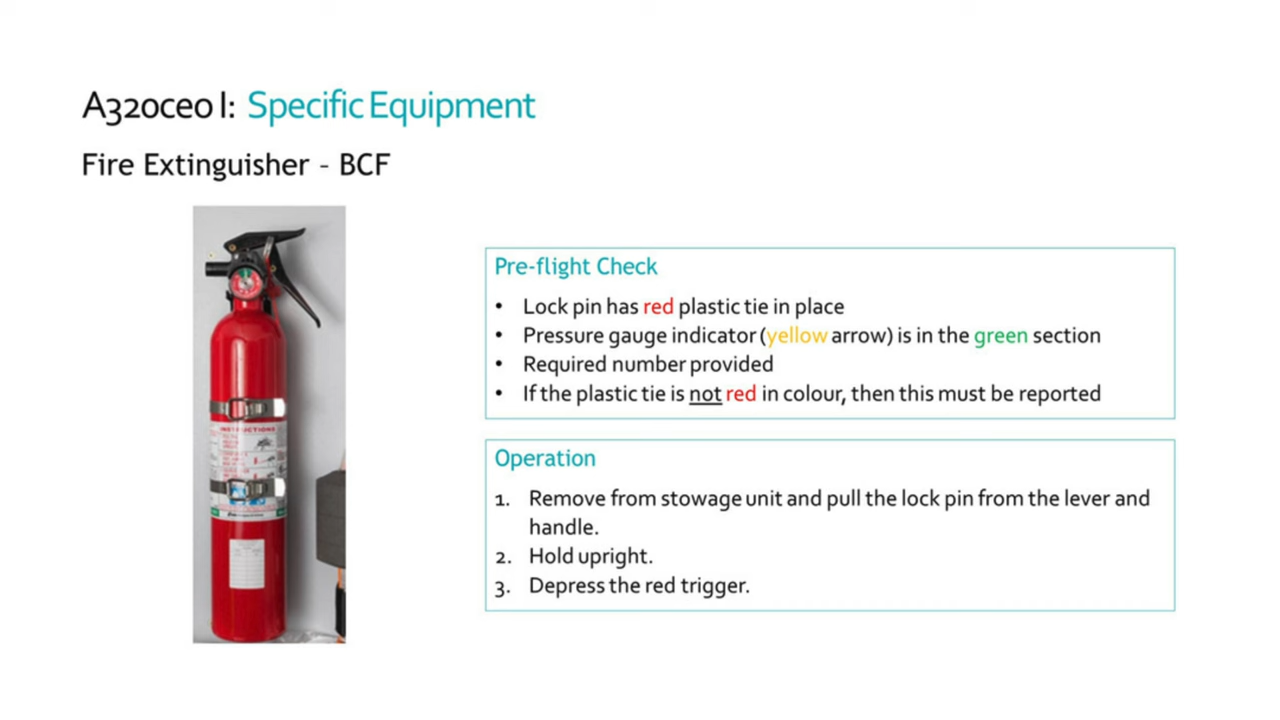 A320ceo I: Specific Equipment
Fire Extinguisher - BCF
Pre-flight Check
• Lock pin has red plastic tie in place
• Pressure gauge indicator (yellow arrow) is in the green section
• Required number provided
• If the plastic tie is not red in colour, then this must be reported
Operation
1. Remove from stowage unit and pull the lock pin from the lever and
handle.
2. Hold upright.
3. Depress the red trigger.
INSTRUCTIONS